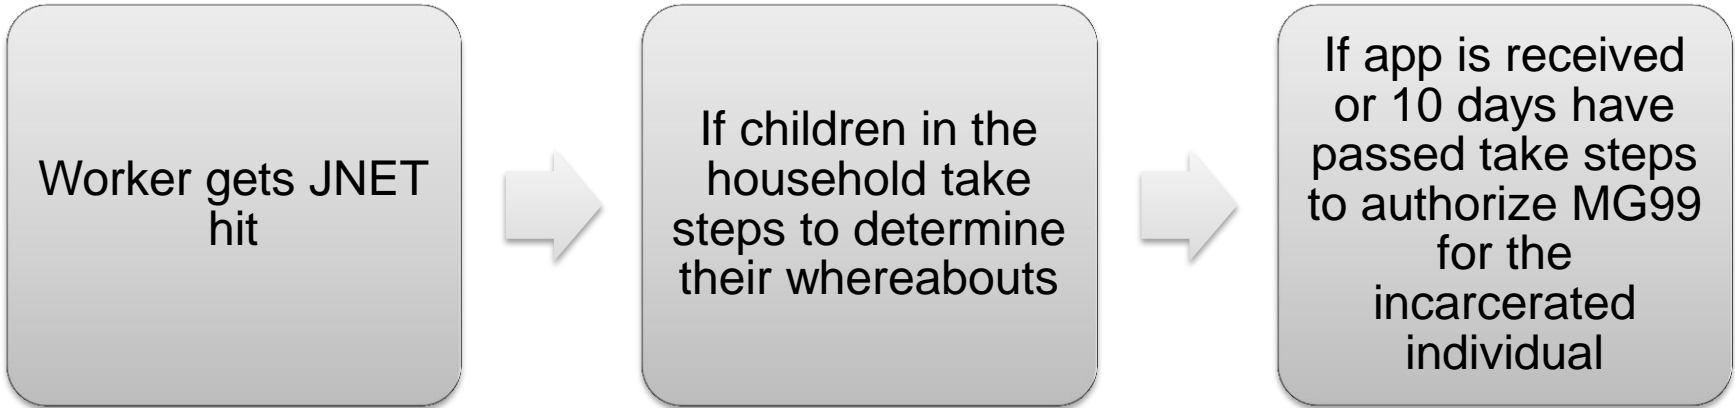 Worker gets JNET
hit
If children in the
household take
steps to determine
their whereabouts
If app is received
or 10 days have
passed take steps
to authorize MG99
for the
incarcerated
individual